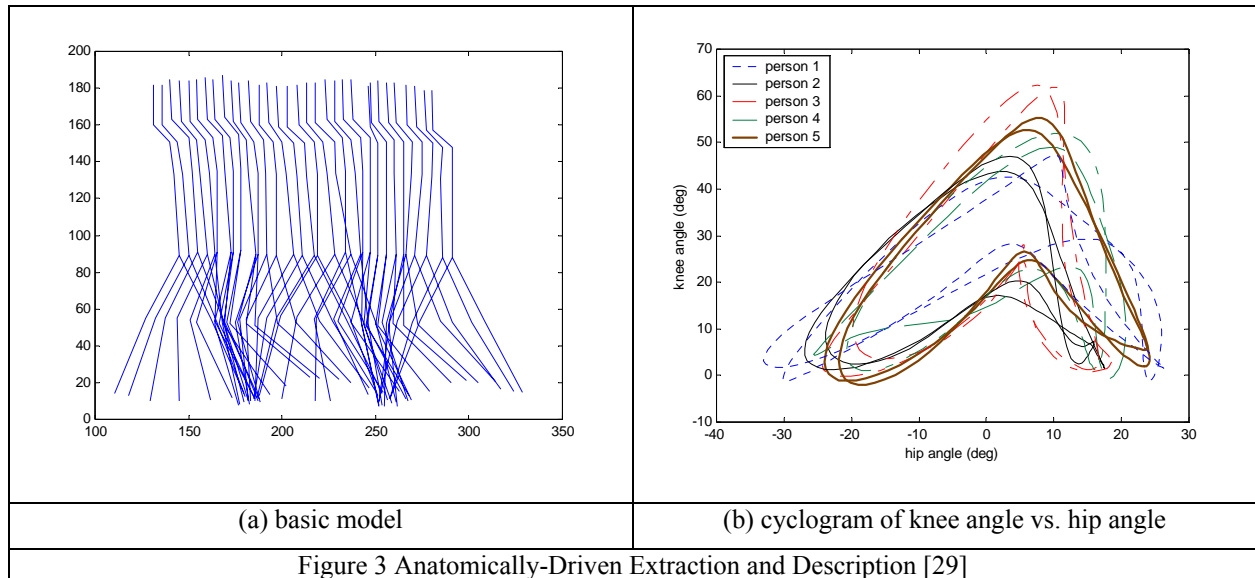 200
180
160
140
120
100
80
60
40
20
0
100 150 200 250 300 350
70
60
50
40
30
20
10
0
-10
-40 -30 -20 -10 0 10 20 30
knee angle (deg)
hip angle (deg)
person 1
person 2
person 3
person 4
person 5
(a) basic model
(b) cyclogram of knee angle vs. hip angle
Figure 3 Anatomically-Driven Extraction and Description [29]